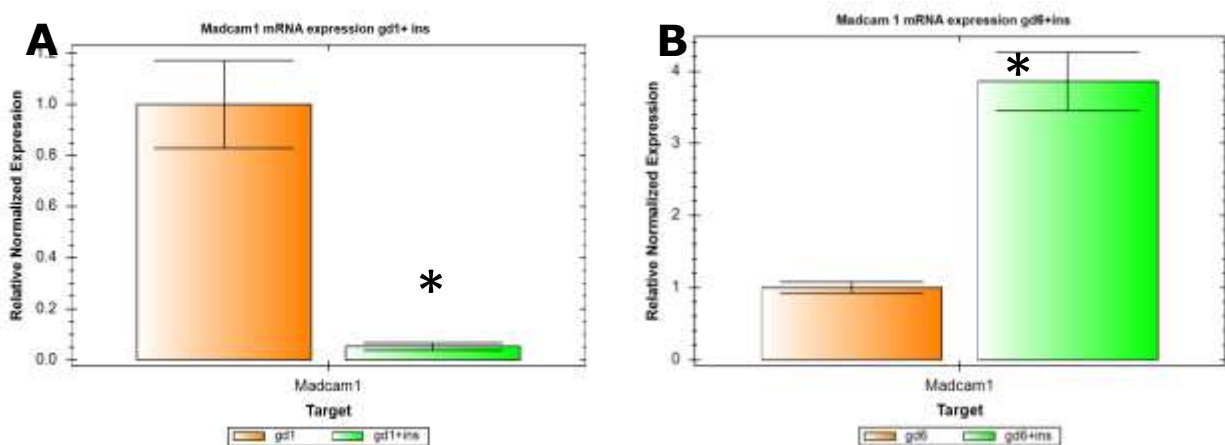 A
Madcam1 mRNA expression gd1+ ins
Relative Normalized Expression
1.2
1.0
0.8
0.6
0.4
0.2
0.0
*
Madcam1
Target
gd1 gd1+ins
B
Madcam 1 mRNA expression gd6+ins
Relative Normalized Expression
4
3
2
1
0
*
Madcam1
Target
gd6 gd6+ins